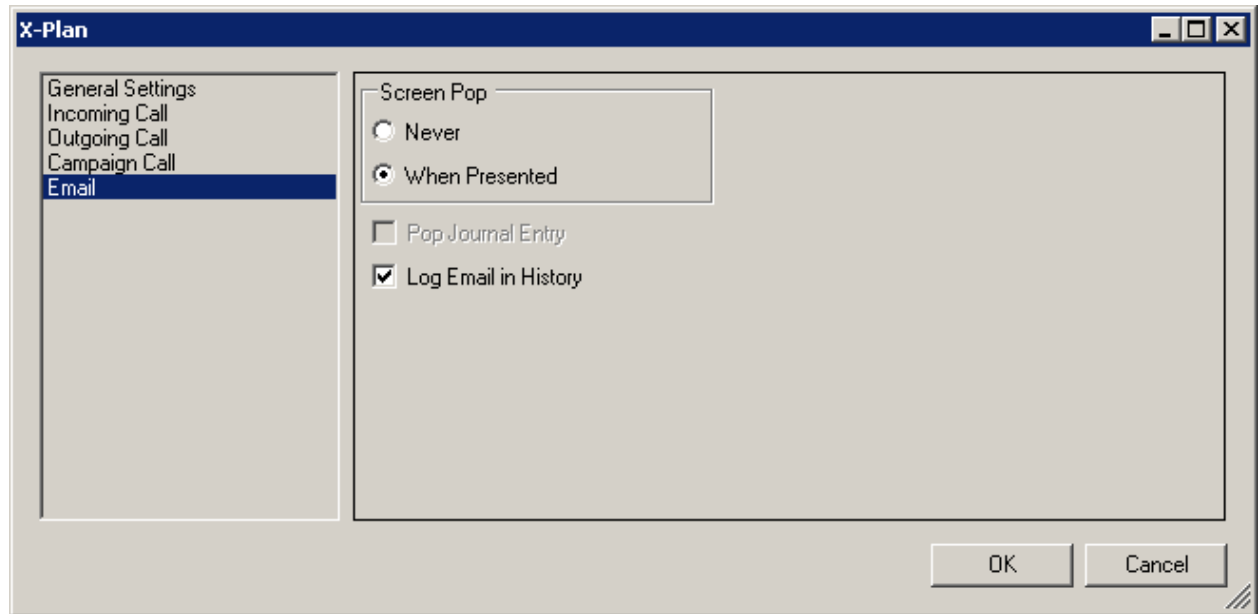 X-Plan
General Settings
Incoming Call
Outgoing Call
Campaign Call
Email
Screen Pop
Never
When Presented
Pop Journal Entry
Log Email in History
OK
Cancel